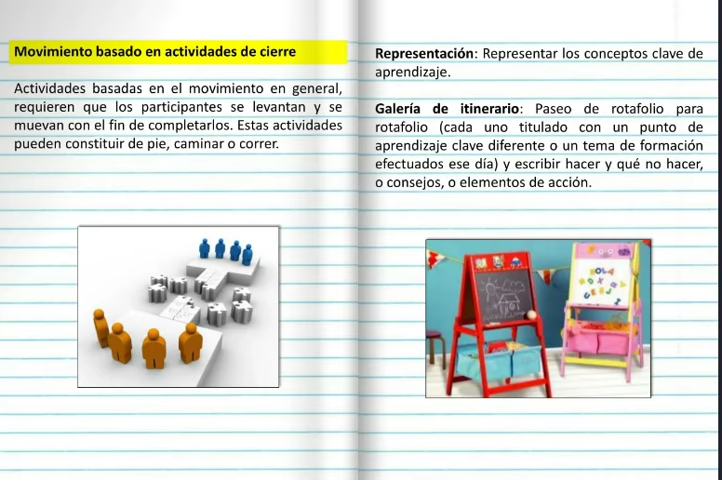 Movimiento basado en actividades de cierre
Actividades basadas en el movimiento en general,
requieren que los participantes se levantan y se
muevan con el fin de completarlos. Estas actividades
pueden constituir de pie, caminar o correr.
Representación: Representar los conceptos clave de
aprendizaje.
Galería de itinerario: Paseo de rotafolio para
rotafolio (cada uno titulado con un punto de
aprendizaje clave diferente o un tema de formación
efectuados ese día) y escribir hacer y qué no hacer,
o consejos, o elementos de acción.